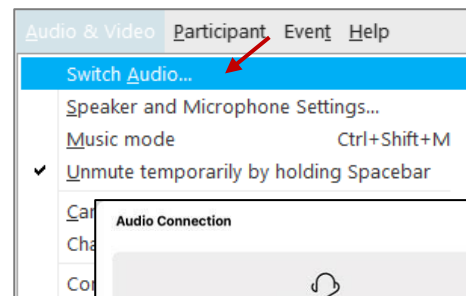 Audio & Video Participant Event Help
Switch Audio...
Speaker and Microphone Settings...
Music mode Ctrl+Shift+M
✔ Unmute temporarily by holding Spacebar
Audio Connection